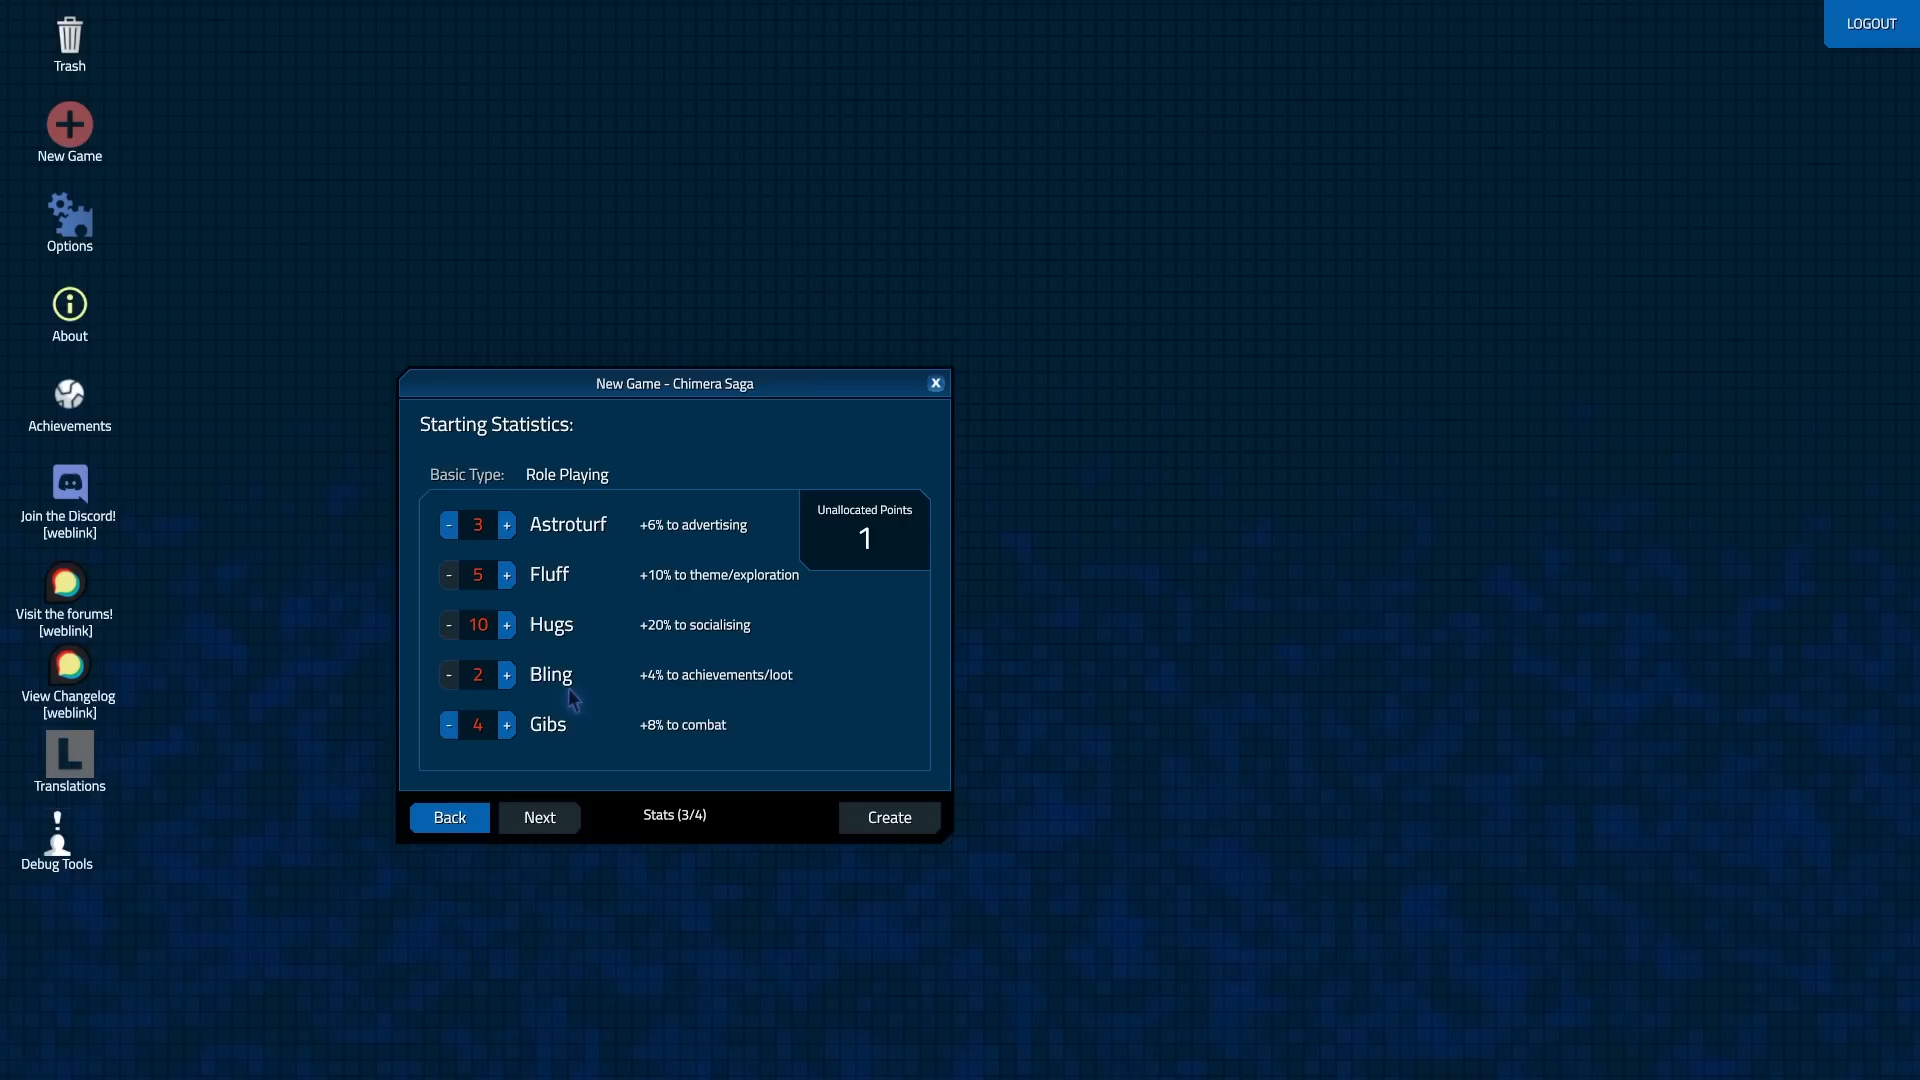 LOGOUT
Trash
New Game
Options
About
Achievements
Join the Discord!
[weblink]
Visit the forums!
[weblink]
View Changelog
[weblink]
L
Translations
Debug Tools
New Game - Chimera Saga
X
Starting Statistics:
Basic Type: Role Playing
Unallocated Points
1
- 3 + Astroturf +6% to advertising
- 5 + Fluff +10% to theme/exploration
- 10 + Hugs +20% to socialising
- 2 + Bling +4% to achievements/loot
- 4 + Gibs +8% to combat
Back Next Stats (3/4) Create